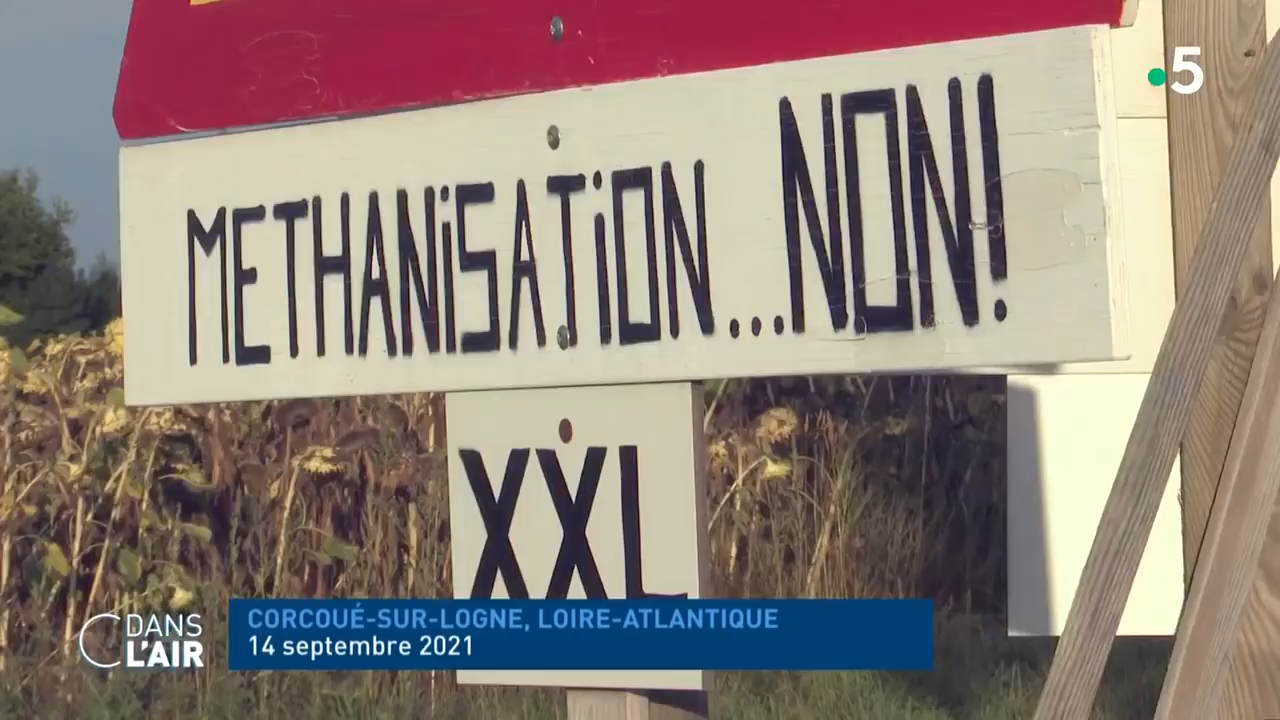 5
METHANiSATiON...NON!
XXL
C DANS
L'AIR
CORCOUÉ-SUR-LOGNE, LOIRE-ATLANTIQUE
14 septembre 2021